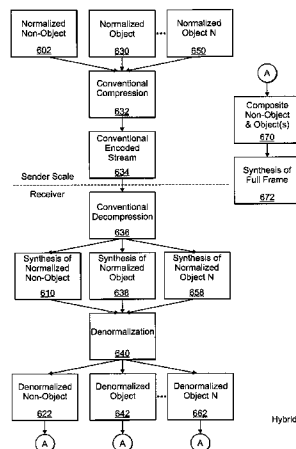 Normalized
Non-Object
602
Normalized
Object
630
Normalized
Object N
650
Conventional
Compression
632
Conventional
Encoded
Stream
634
Sender Scale
Receiver
Conventional
Decompression
636
Synthesis of
Normalized
Non-Object
610
Synthesis of
Normalized
Object
638
Synthesis of
Normalized
Object N
658
Denormalization
640
Denormalized
Non-Object
622
Denormalized
Object
642
Denormalized
Object N
662
A
A
A
A
Composite
Non-Object
& Object(s)
670
Synthesis of
Full Frame
672
Hybrid